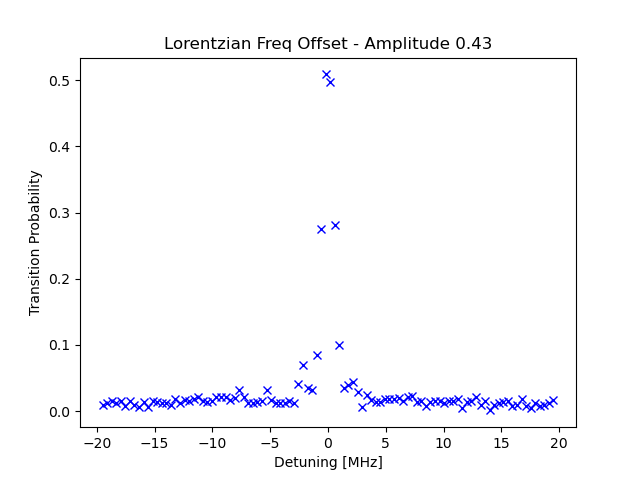 Lorentzian Freq Offset - Amplitude 0.43
0.5
0.4
0.3
0.2
0.1
0.0
Transition Probability
−20 −15 −10 −5 0 5 10 15 20
Detuning [MHz]